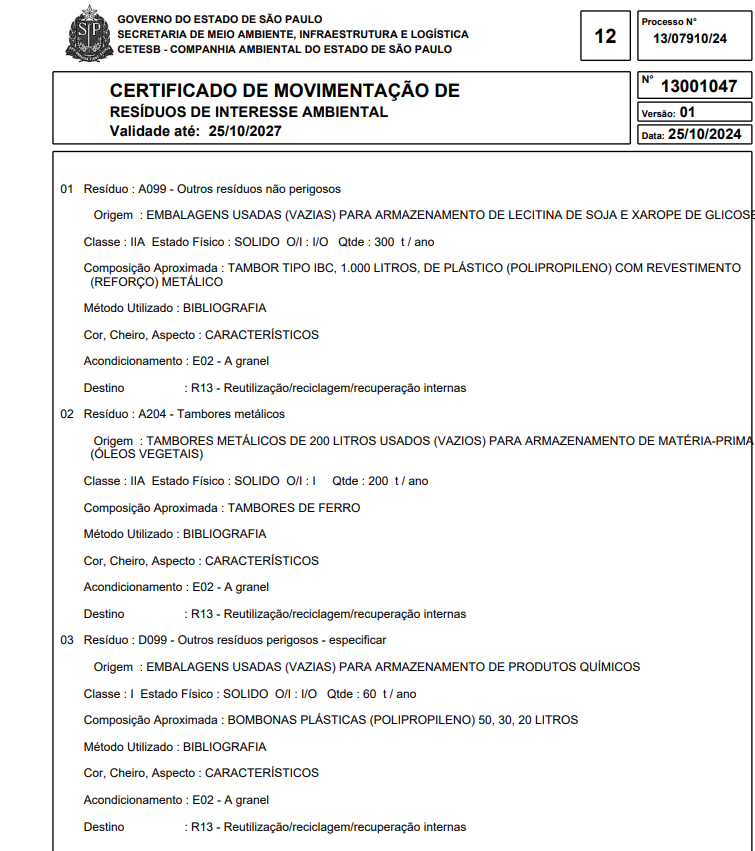 GOVERNO DO ESTADO DE SÃO PAULO
SECRETARIA DE MEIO AMBIENTE, INFRAESTRUTURA E LOGÍSTICA
CETESB - COMPANHIA AMBIENTAL DO ESTADO DE SÃO PAULO
12
Processo N°
13/07910/24
CERTIFICADO DE MOVIMENTAÇÃO DE
RESÍDUOS DE INTERESSE AMBIENTAL
Validade até: 25/10/2027
N° 13001047
Versão: 01
Data: 25/10/2024
01 Resíduo : A099 - Outros resíduos não perigosos
Origem : EMBALAGENS USADAS (VAZIAS) PARA ARMAZENAMENTO DE LECITINA DE SOJA E XAROPE DE GLICOSE
Classe : IIA Estado Físico : SOLIDO O/I : I/O Qtde : 300 t / ano
Composição Aproximada : TAMBOR TIPO IBC, 1.000 LITROS, DE PLÁSTICO (POLIPROPILENO) COM REVESTIMENTO
(REFORÇO) METÁLICO
Método Utilizado : BIBLIOGRAFIA
Cor, Cheiro, Aspecto : CARACTERÍSTICOS
Acondicionamento : E02 - A granel
Destino : R13 - Reutilização/reciclagem/recuperação internas
02 Resíduo : A204 - Tambores metálicos
Origem : TAMBORES METÁLICOS DE 200 LITROS USADOS (VAZIOS) PARA ARMAZENAMENTO DE MATÉRIA-PRIMA
(ÓLEOS VEGETAIS)
Classe : IIA Estado Físico : SOLIDO O/I : I Qtde : 200 t / ano
Composição Aproximada : TAMBORES DE FERRO
Método Utilizado : BIBLIOGRAFIA
Cor, Cheiro, Aspecto : CARACTERÍSTICOS
Acondicionamento : E02 - A granel
Destino : R13 - Reutilização/reciclagem/recuperação internas
03 Resíduo : D099 - Outros resíduos perigosos - especificar
Origem : EMBALAGENS USADAS (VAZIAS) PARA ARMAZENAMENTO DE PRODUTOS QUÍMICOS
Classe : I Estado Físico : SOLIDO O/I : I/O Qtde : 60 t / ano
Composição Aproximada : BOMBONAS PLÁSTICAS (POLIPROPILENO) 50, 30, 20 LITROS
Método Utilizado : BIBLIOGRAFIA
Cor, Cheiro, Aspecto : CARACTERÍSTICOS
Acondicionamento : E02 - A granel
Destino : R13 - Reutilização/reciclagem/recuperação internas